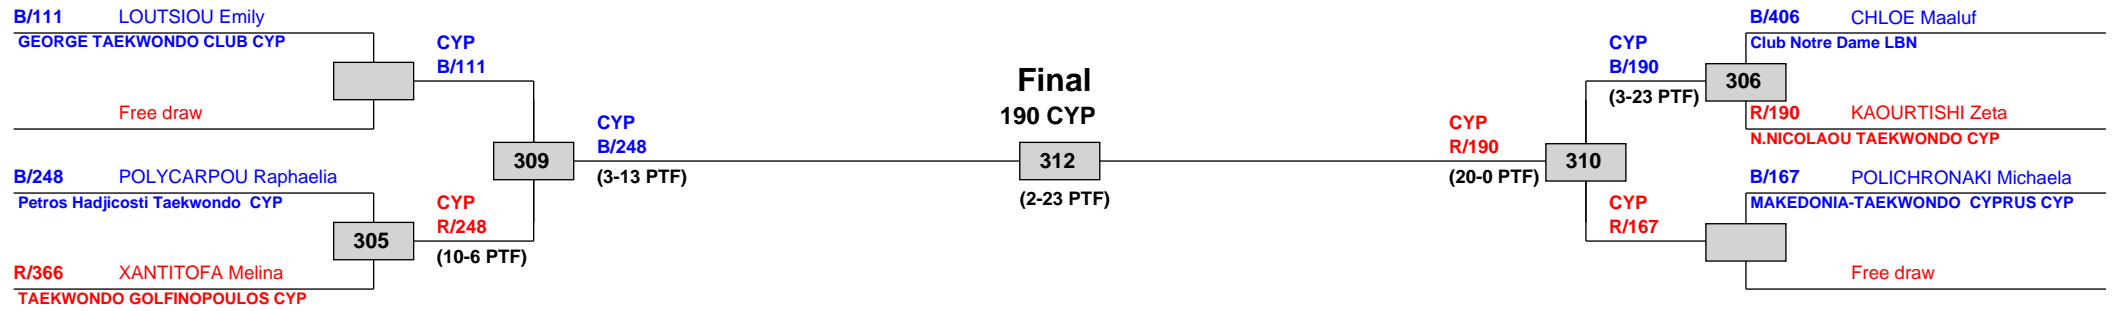 B/111 LOUTSIOU Emily
GEORGE TAEKWONDO CLUB CYP
Free draw
B/248 POLYCARPOU Raphaelia
Petros Hadjicosti Taekwondo CYP
305
R/366 XANTITOFA Melina
TAEKWONDO GOLFINOPOULOS CYP
CYP
B/111
CYP
R/248
(10-6 PTF)
309
CYP
B/248
(3-13 PTF)
Final
190 CYP
312
(2-23 PTF)
CYP
R/190
(20-0 PTF)
310
CYP
B/190
(3-23 PTF)
CYP
R/167
B/406 CHLOE Maaluf
Club Notre Dame LBN
306
R/190 KAOURTISHI Zeta
N.NICOLAOU TAEKWONDO CYP
B/167 POLICHRONAKI Michaela
MAKEDONIA-TAEKWONDO CYPRUS CYP
Free draw